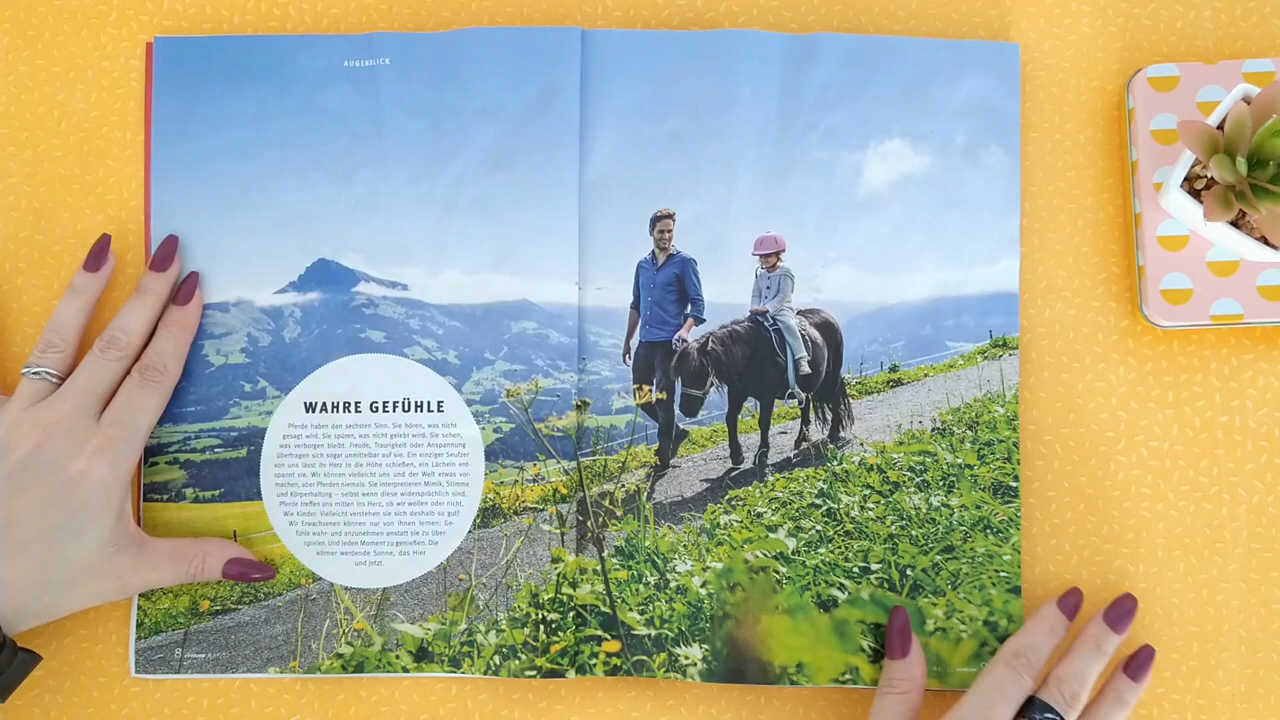 AUGENBLICK
WAHRE GEFÜHLE
Pferde haben den sechsten Sinn. Sie hören, was nicht
gesagt wird. Sie spüren, was nicht gelebt wird. Sie sehen,
was verborgen bleibt. Freude, Traurigkeit oder Anspannung
übertragen sich sogar unmittelbar auf sie. Ein einziger Seufzer
von uns lässt ihr Herz in die Höhe schießen, ein Lächeln ent-
spannt sie. Wir können vielleicht uns und der Welt etwas vor-
machen, aber Pferden niemals. Sie interpretieren Mimik, Stimme
und Körperhaltung – selbst wenn diese widersprüchlich sind.
Pferde treffen uns mitten ins Herz, ob wir wollen oder nicht.
Wie Kinder. Vielleicht verstehen sie sich deshalb so gut?
Wir Erwachsenen können nur von ihnen lernen: Ge-
fühle wahr- und anzunehmen anstatt sie zu über-
spielen. Und jeden Moment zu genießen. Die
wärmer werdende Sonne, das Hier
und Jetzt.
8